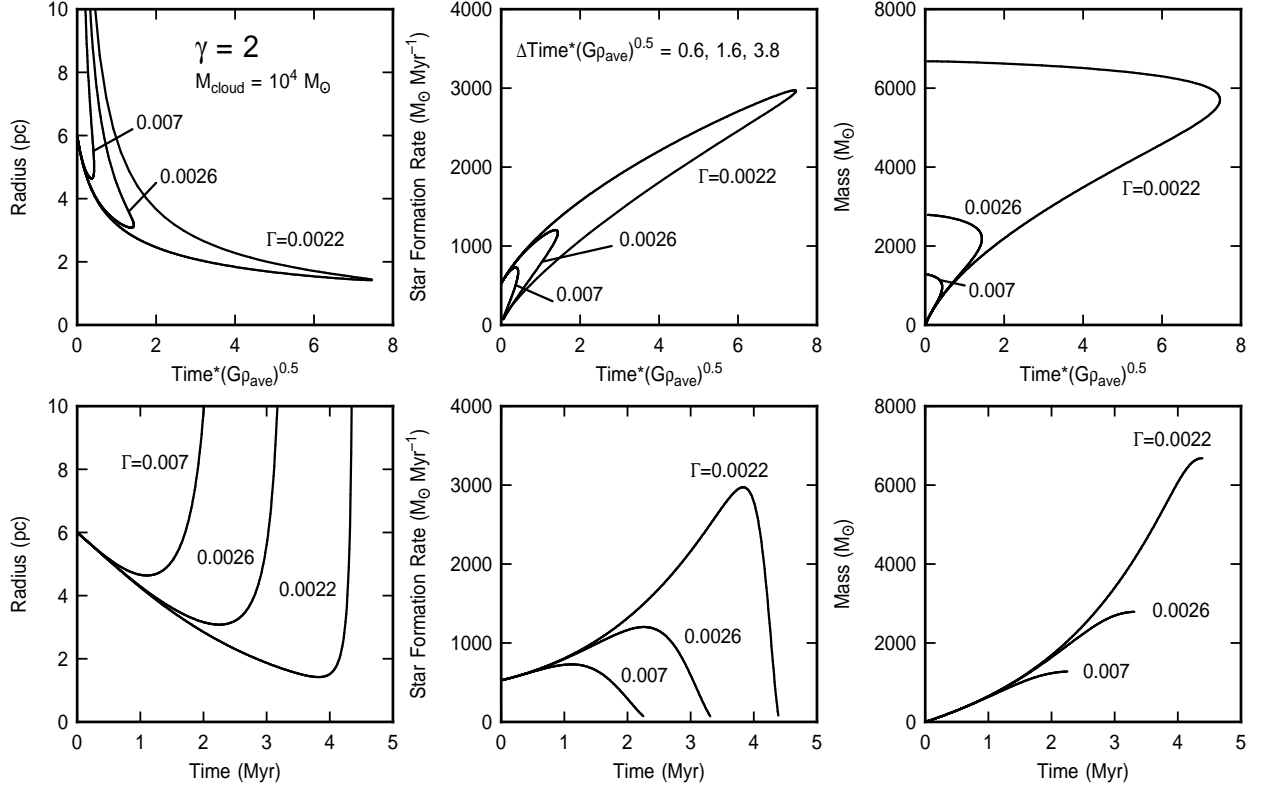 10
8
6
4
2
0
Radius (pc)
γ = 2
M_cloud = 10^4 M_⊙
0.007
0.0026
Γ=0.0022
0 2 4 6 8
Time*(Gρ_ave)^0.5
4000
3000
2000
1000
0
Star Formation Rate (M_⊙ Myr^−1)
ΔTime*(Gρ_ave)^0.5 = 0.6, 1.6, 3.8
Γ=0.0022
0.0026
0.007
0 2 4 6 8
Time*(Gρ_ave)^0.5
8000
6000
4000
2000
0
Mass (M_⊙)
0.0026
Γ=0.0022
0.007
0 2 4 6 8
Time*(Gρ_ave)^0.5
10
8
6
4
2
0
Radius (pc)
Γ=0.007
0.0026
0.0022
0 1 2 3 4 5
Time (Myr)
4000
3000
2000
1000
0
Star Formation Rate (M_⊙ Myr^−1)
Γ=0.0022
0.0026
0.007
0 1 2 3 4 5
Time (Myr)
8000
6000
4000
2000
0
Mass (M_⊙)
Γ=0.0022
0.0026
0.007
0 1 2 3 4 5
Time (Myr)